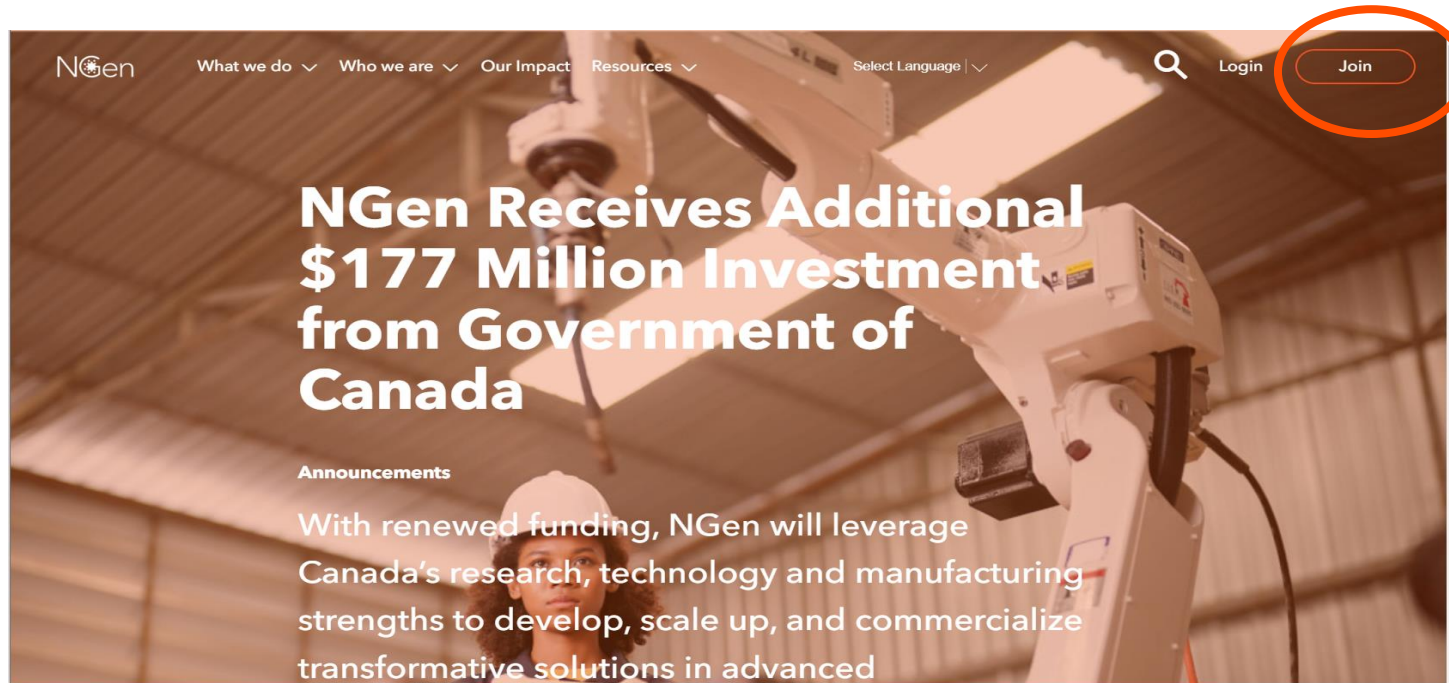 NGen
What we do Who we are Our Impact Resources Select Language Login Join
NGen Receives Additional
$177 Million Investment
from Government of
Canada
Announcements
With renewed funding, NGen will leverage
Canada's research, technology and manufacturing
strengths to develop, scale up, and commercialize
transformative solutions in advanced